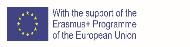 With the support of the
Erasmus+ Programme
of the European Union